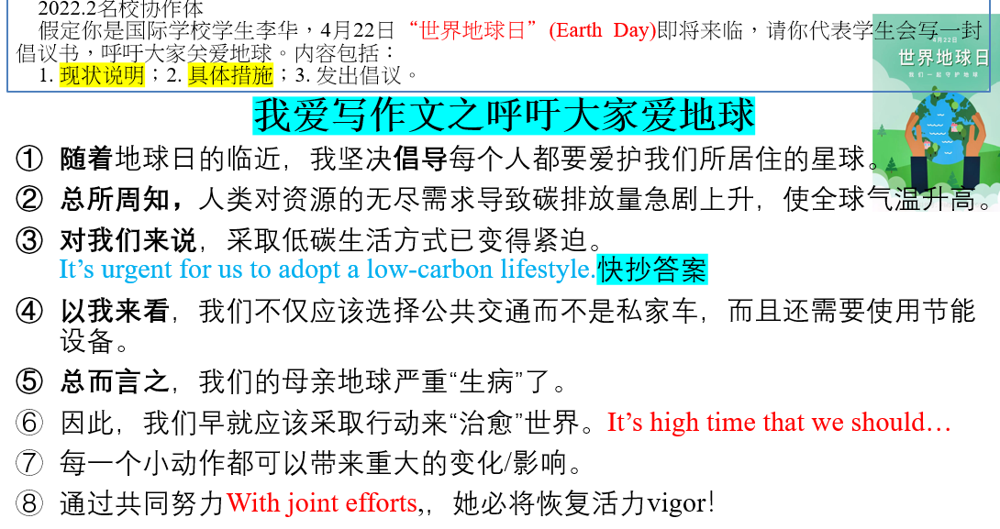 2022.2名校协作体
假定你是国际学校学生李华，4月22日“世界地球日”(Earth Day)即将来临，请你代表学生会写一封
倡议书，呼吁大家关爱地球。内容包括：
1. 现状说明；2. 具体措施；3. 发出倡议。
4月22日
世界地球日
我们一起守护地球
我爱写作文之呼吁大家爱地球
① 随着地球日的临近，我坚决倡导每个人都要爱护我们所居住的星球。
② 总所周知，人类对资源的无尽需求导致碳排放量急剧上升，使全球气温升高。
③ 对我们来说，采取低碳生活方式已变得紧迫。
It’s urgent for us to adopt a low-carbon lifestyle.快抄答案
④ 以我来看，我们不仅应该选择公共交通而不是私家车，而且还需要使用节能
设备。
⑤ 总而言之，我们的母亲地球严重“生病”了。
⑥ 因此，我们早就应该采取行动来“治愈”世界。It’s high time that we should…
⑦ 每一个小动作都可以带来重大的变化/影响。
⑧ 通过共同努力With joint efforts,，她必将恢复活力vigor！